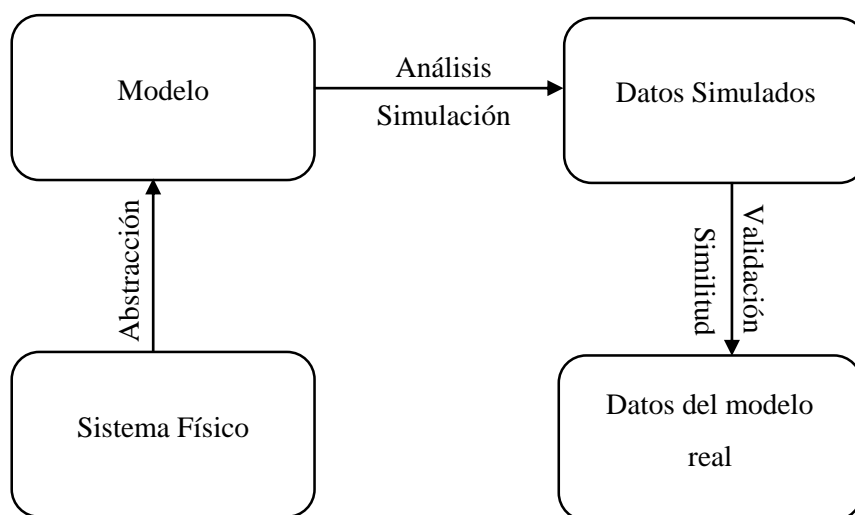 Modelo
Análisis
Simulación
Datos Simulados
Abstracción
Similitud
Validación
Sistema Físico
Datos del modelo
real